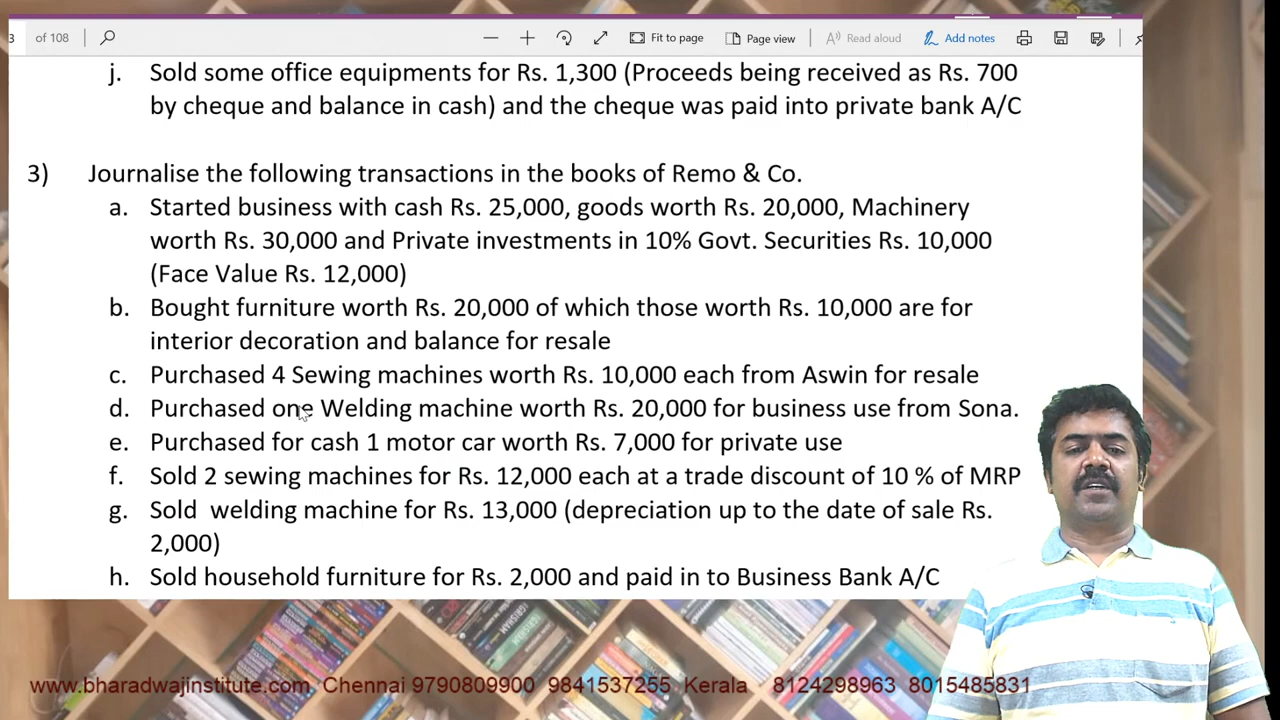 3 of 108 Fit to page Page view Read aloud Add notes
j. Sold some office equipments for Rs. 1,300 (Proceeds being received as Rs. 700
by cheque and balance in cash) and the cheque was paid into private bank A/C
3) Journalise the following transactions in the books of Remo & Co.
a. Started business with cash Rs. 25,000, goods worth Rs. 20,000, Machinery
worth Rs. 30,000 and Private investments in 10% Govt. Securities Rs. 10,000
(Face Value Rs. 12,000)
b. Bought furniture worth Rs. 20,000 of which those worth Rs. 10,000 are for
interior decoration and balance for resale
c. Purchased 4 Sewing machines worth Rs. 10,000 each from Aswin for resale
d. Purchased one Welding machine worth Rs. 20,000 for business use from Sona.
e. Purchased for cash 1 motor car worth Rs. 7,000 for private use
f. Sold 2 sewing machines for Rs. 12,000 each at a trade discount of 10 % of MRP
g. Sold welding machine for Rs. 13,000 (depreciation up to the date of sale Rs.
2,000)
h. Sold household furniture for Rs. 2,000 and paid in to Business Bank A/C
www.bharadwajinstitute.com Chennai 9790809900 9841537255 Kerala 8124298963 8015485831